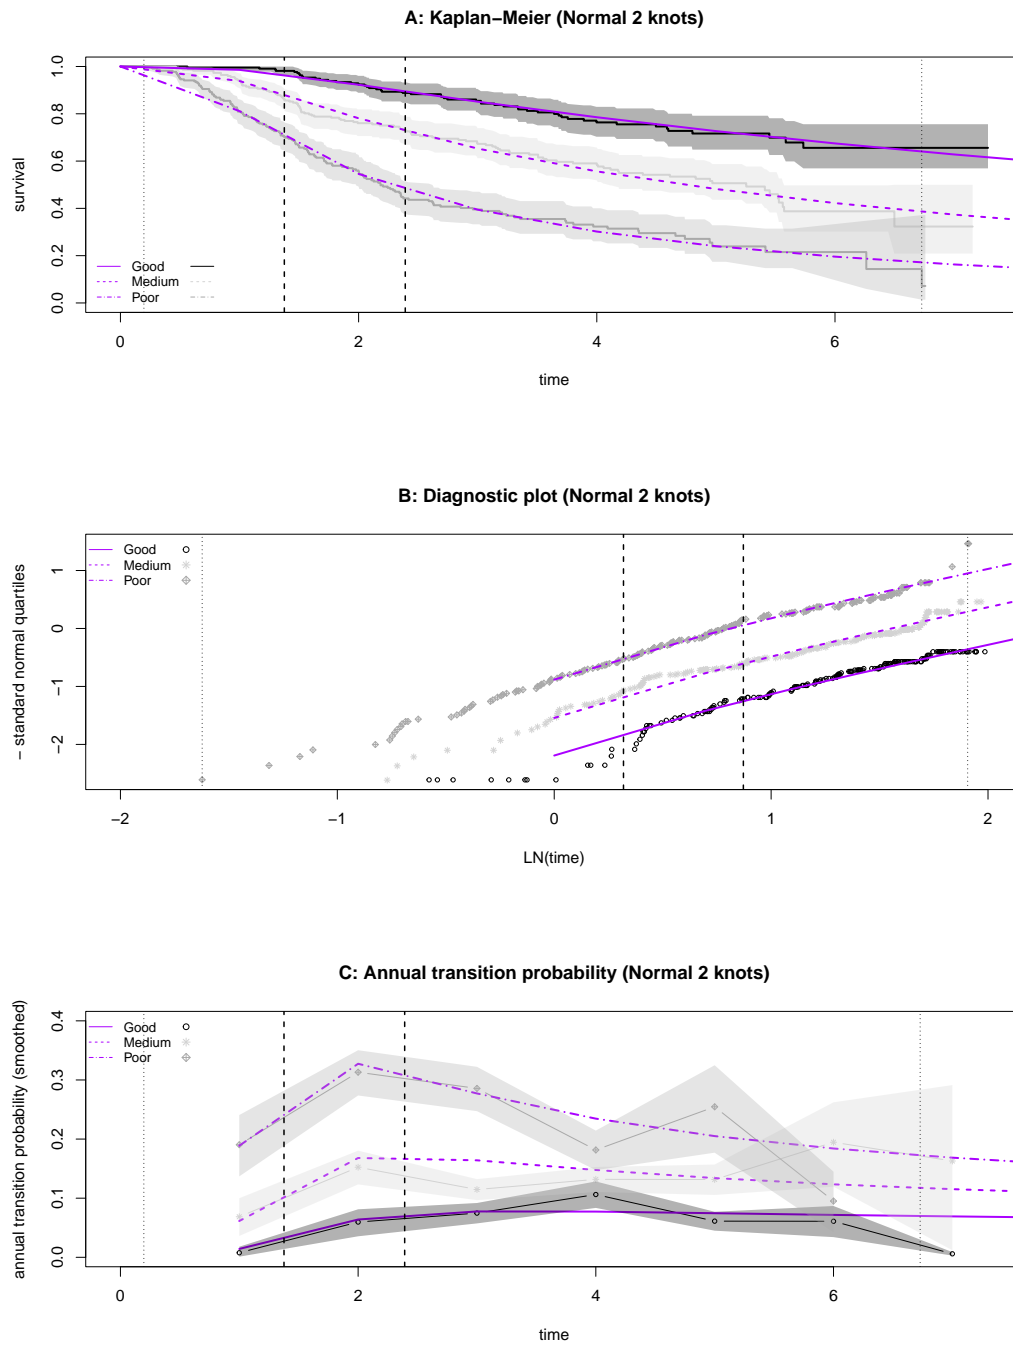 A: Kaplan−Meier (Normal 2 knots)
survival
1.0
0.8
0.6
0.4
0.2
0.0
Good
Medium
Poor
0 2 4 6
time
B: Diagnostic plot (Normal 2 knots)
− standard normal quartiles
1
0
−1
−2
Good
Medium
Poor
−2 −1 0 1 2
LN(time)
C: Annual transition probability (Normal 2 knots)
annual transition probability (smoothed)
0.4
0.3
0.2
0.1
0.0
Good
Medium
Poor
0 2 4 6
time